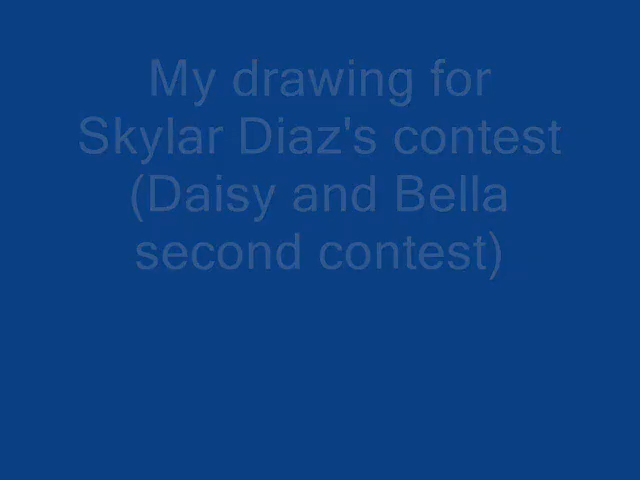 My drawing for
Skylar Diaz's contest
(Daisy and Bella
second contest)